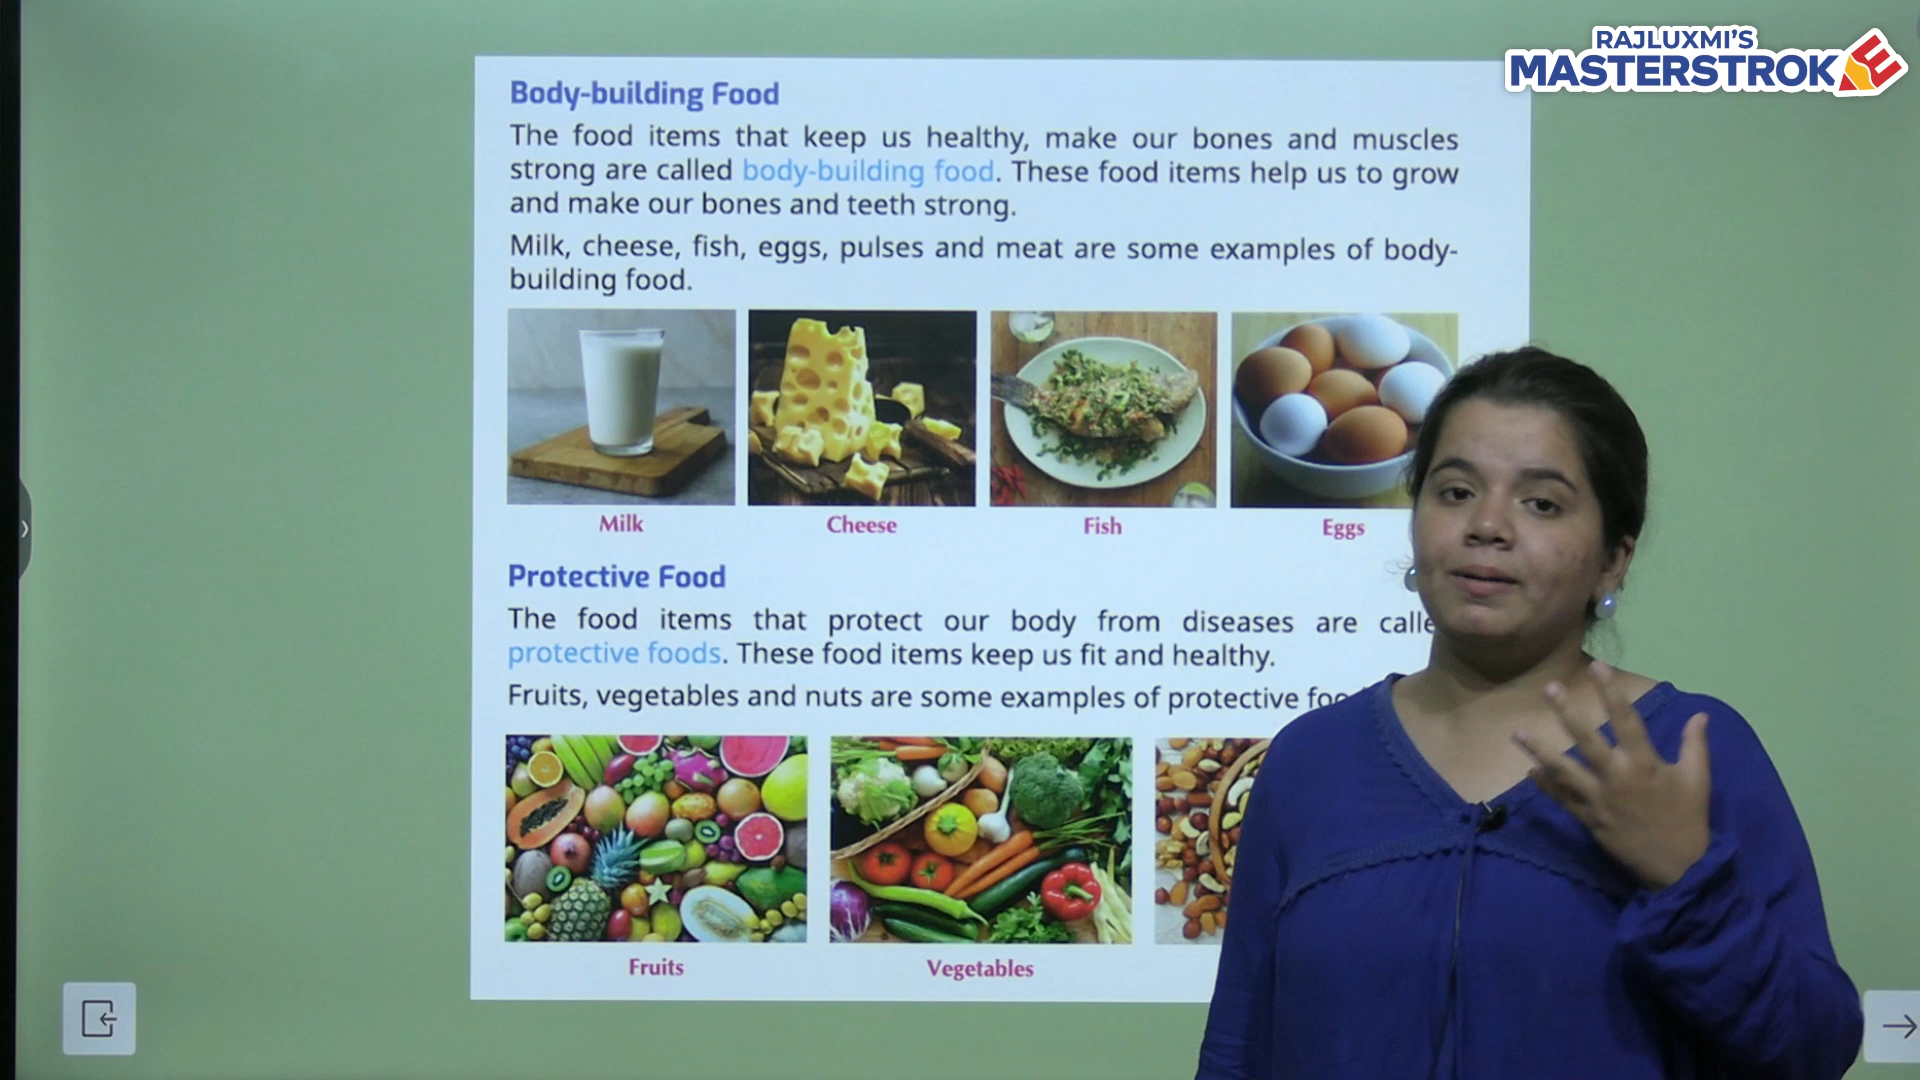 RAJLUXMI'S
MASTERSTROKE
Body-building Food
The food items that keep us healthy, make our bones and muscles
strong are called body-building food. These food items help us to grow
and make our bones and teeth strong.
Milk, cheese, fish, eggs, pulses and meat are some examples of body-
building food.
Milk Cheese Fish Eggs
Protective Food
The food items that protect our body from diseases are calle
protective foods. These food items keep us fit and healthy.
Fruits, vegetables and nuts are some examples of protective foo
Fruits Vegetables